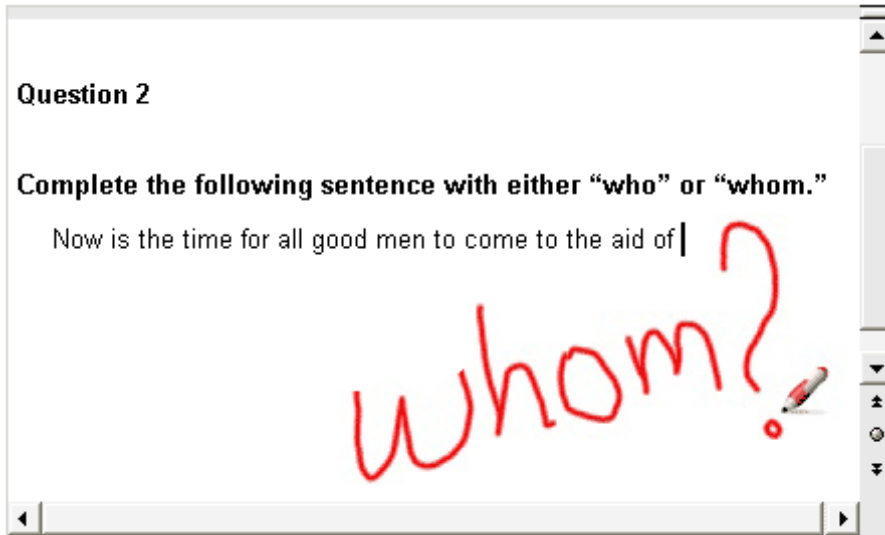 Question 2
Complete the following sentence with either “who” or “whom.”
Now is the time for all good men to come to the aid of
whom?